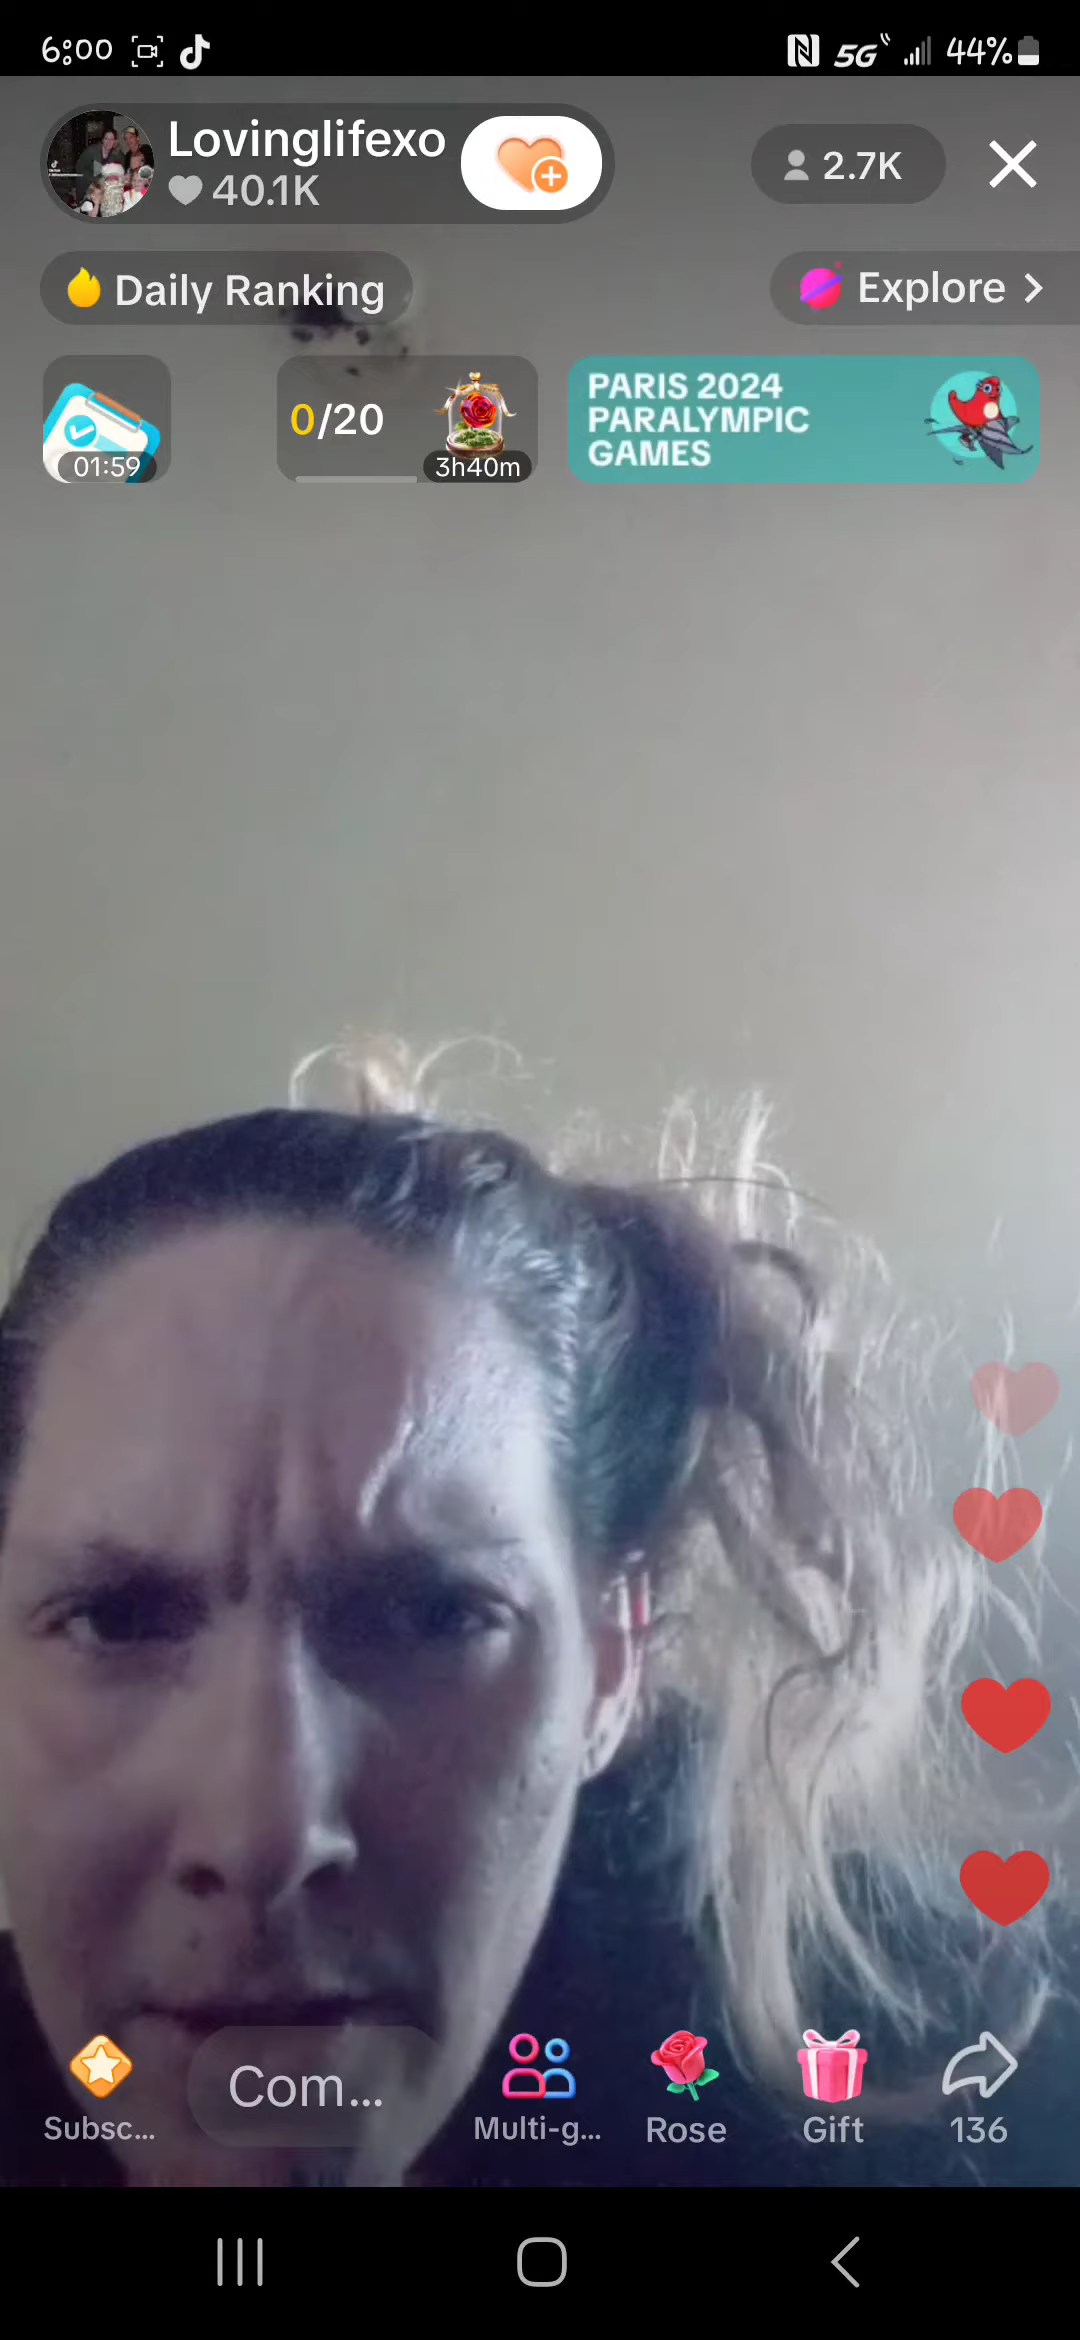 6:00
5G
44%
Lovinglifexo
40.1K
2.7K
Daily Ranking
Explore
01:59
0/20
3h40m
PARIS 2024
PARALYMPIC
GAMES
Subsc...
Com...
Multi-g...
Rose
Gift
136